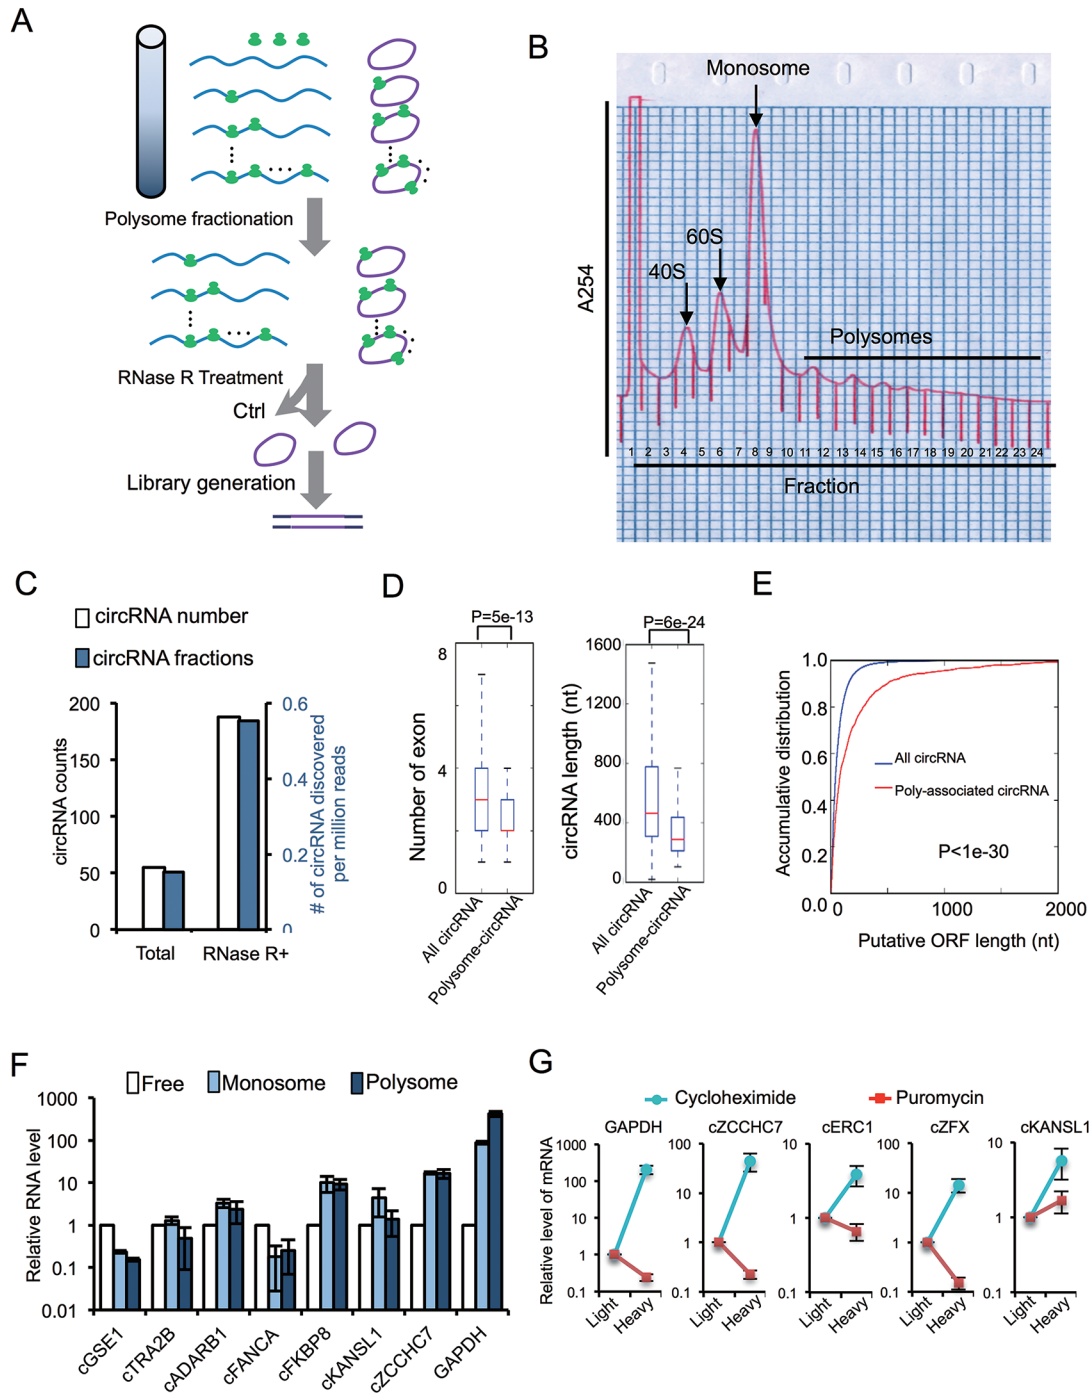 A
Polysome fractionation
RNase R Treatment
Ctrl
Library generation
B
Monosome
60S
40S
Polysomes
A254
1 2 3 4 5 6 7 8 9 10 11 12 13 14 15 16 17 18 19 20 21 22 23 24
Fraction
C
circRNA number
circRNA fractions
200
150
100
50
0
circRNA counts
0.6
0.4
0.2
0
# of circRNA discovered
per million reads
Total RNase R+
D
P=5e-13
8
4
0
Number of exon
All circRNA
Polysome-circRNA
P=6e-24
1600
1200
800
400
0
circRNA length (nt)
All circRNA
Polysome-circRNA
E
1.0
0.8
0.6
0.4
0.2
0.0
Accumulative distribution
All circRNA
Poly-associated circRNA
P<1e-30
0 1000 2000
Putative ORF length (nt)
F
Free Monosome Polysome
1000
100
10
1
0.1
0.01
Relative RNA level
cGSE1 cTRA2B cADARB1 cFANCA cFKBP8 cKANSL1 cZCCHC7 GAPDH
G
Cycloheximide Puromycin
GAPDH cZCCHC7 cERC1 cZFX cKANSL1
Relative level of mRNA
1000
100
10
1
0.1
Light Heavy
100
10
1
0.1
Light Heavy
10
1
0.1
Light Heavy
100
10
1
0.1
Light Heavy
10
1
0.1
Light Heavy